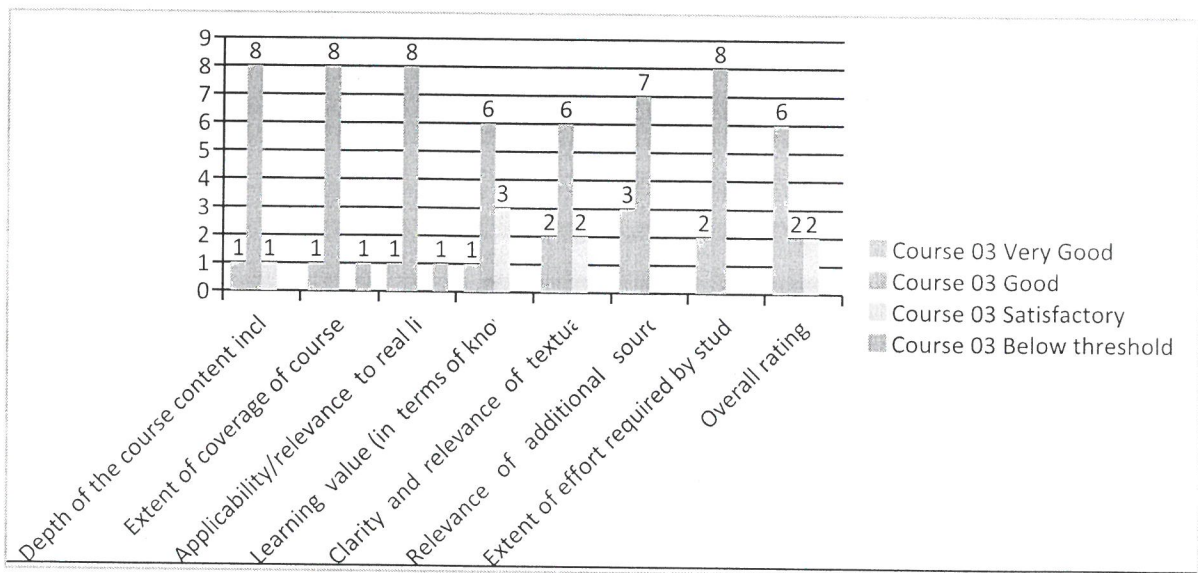 9
8
7
6
5
4
3
2
1
0
1 8 1
1 8 1
1 8 1
1 6 3
2 6 2
3 7
2 8
6 2 2
Depth of the course content incl
Extent of coverage of course
Applicability/relevance to real li
Learning value (in terms of kno
Clarity and relevance of textua
Relevance of additional sourc
Extent of effort required by stud
Overall rating
Course 03 Very Good
Course 03 Good
Course 03 Satisfactory
Course 03 Below threshold